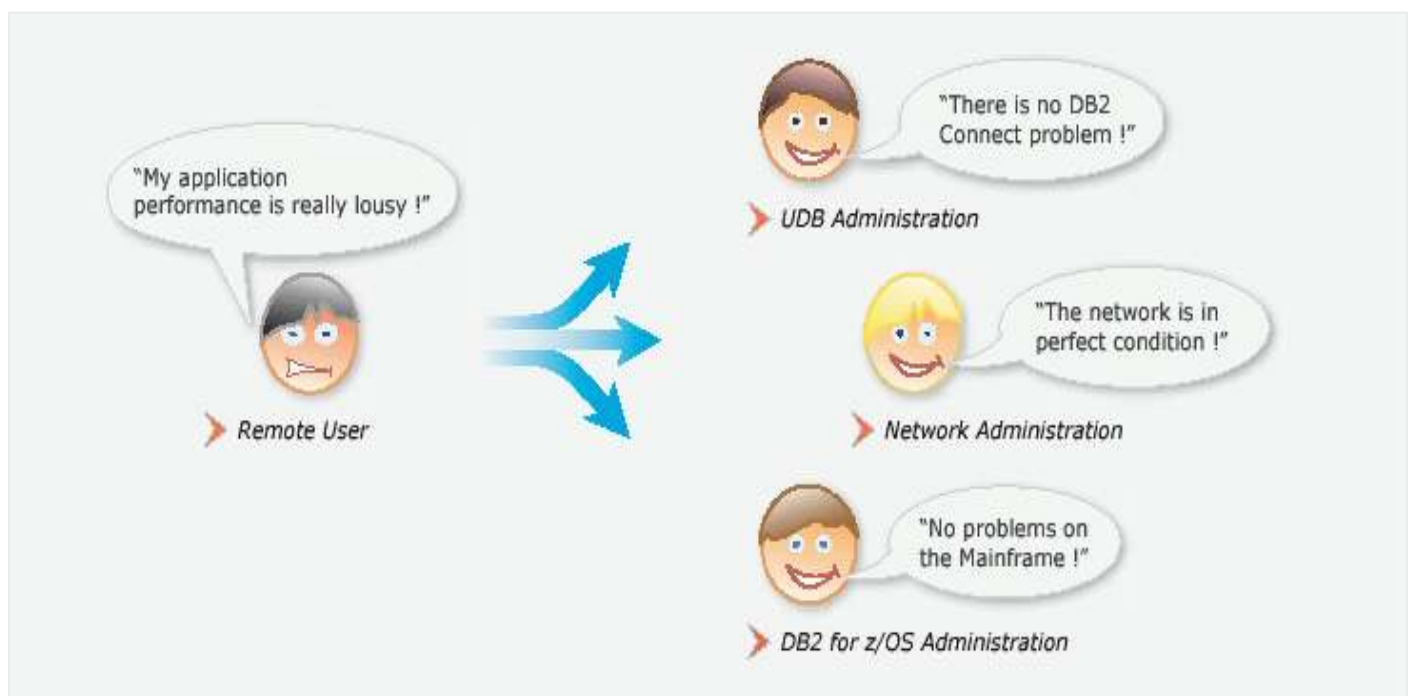 "My application
performance is really lousy !"
Remote User
"There is no DB2
Connect problem !"
UDB Administration
"The network is in
perfect condition !"
Network Administration
"No problems on
the Mainframe !"
DB2 for z/OS Administration